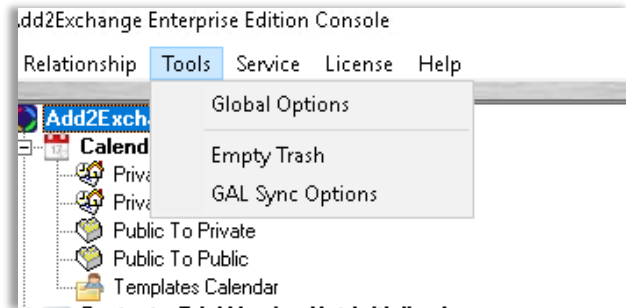 Add2Exchange Enterprise Edition Console
Relationship Tools Service License Help
Global Options
Add2Exch
Empty Trash
Calend
Priva
GAL Sync Options
Priva
Public To Private
Public To Public
Templates Calendar